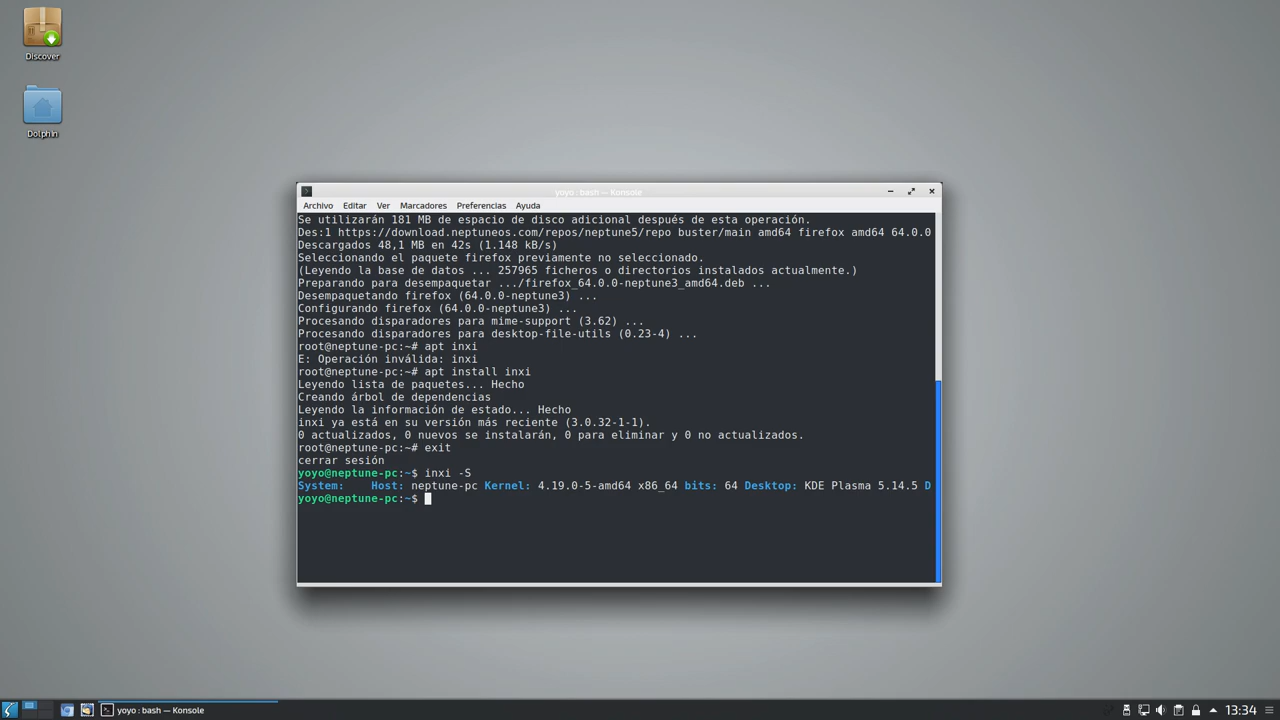 Discover
Dolphin
yoyo : bash — Konsole
Archivo Editar Ver Marcadores Preferencias Ayuda
Se utilizarán 181 MB de espacio de disco adicional después de esta operación.
Des:1 https://download.neptuneos.com/repos/neptune5/repo buster/main amd64 firefox amd64 64.0.0
Descargados 48,1 MB en 42s (1.148 kB/s)
Seleccionando el paquete firefox previamente no seleccionado.
(Leyendo la base de datos ... 257965 ficheros o directorios instalados actualmente.)
Preparando para desempaquetar .../firefox_64.0.0-neptune3_amd64.deb ...
Desempaquetando firefox (64.0.0-neptune3) ...
Configurando firefox (64.0.0-neptune3) ...
Procesando disparadores para mime-support (3.62) ...
Procesando disparadores para desktop-file-utils (0.23-4) ...
root@neptune-pc:~# apt inxi
E: Operación inválida: inxi
root@neptune-pc:~# apt install inxi
Leyendo lista de paquetes... Hecho
Creando árbol de dependencias
Leyendo la información de estado... Hecho
inxi ya está en su versión más reciente (3.0.32-1-1).
0 actualizados, 0 nuevos se instalarán, 0 para eliminar y 0 no actualizados.
root@neptune-pc:~# exit
cerrar sesión
yoyo@neptune-pc:~$ inxi -S
System: Host: neptune-pc Kernel: 4.19.0-5-amd64 x86_64 bits: 64 Desktop: KDE Plasma 5.14.5 D
yoyo@neptune-pc:~$
yoyo : bash — Konsole
13:34